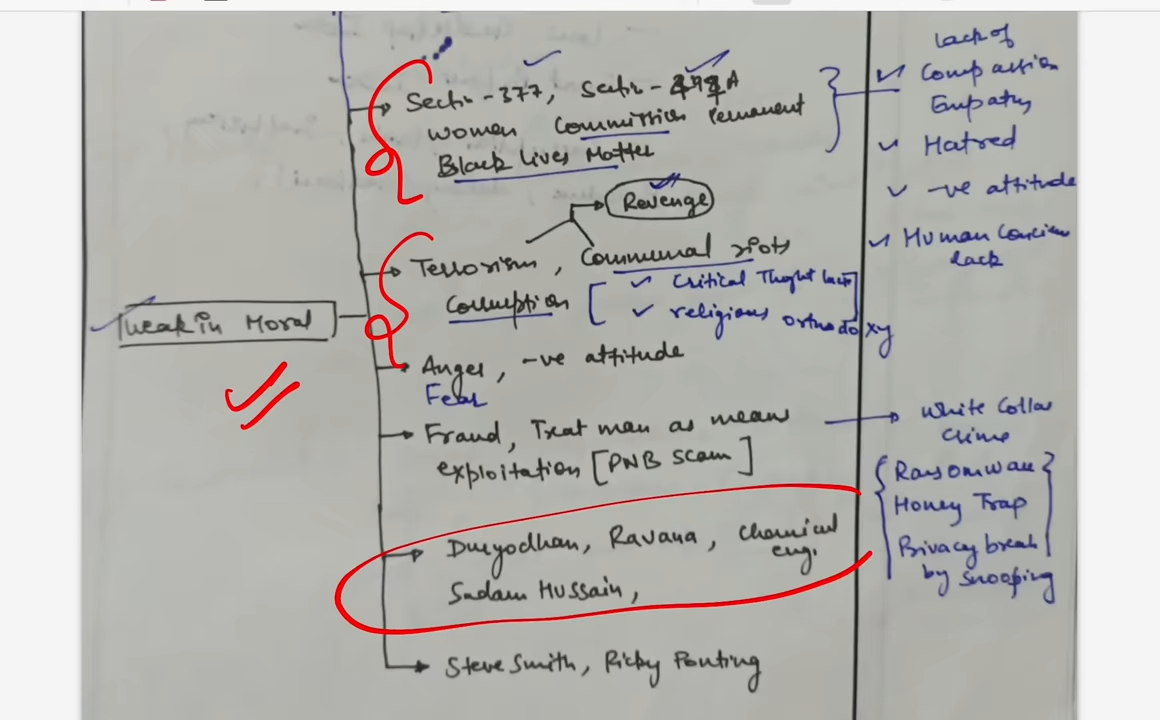 Sectn-377, Sectn-497A
women Commission Permanent
Black Lives Matter
Revenge
Terrorism, Communal riots
Corruption
✓ Critical Thoght lack
✓ religious orthodoxy
Weak in Moral
Anger, -ve attitude
Fear
Fraud, Treat man as means
exploitation [PNB scam]
Duryodhan, Ravana, Chemical
eng.
Sadam Hussain,
Steve Smith, Ricky Ponting
lack of
✓ Compassion
Empathy
✓ Hatred
✓ -ve attitude
✓ Human Concien
lack
White Collar
Crime
Ransomware
Honey Trap
Privacy break
by snooping